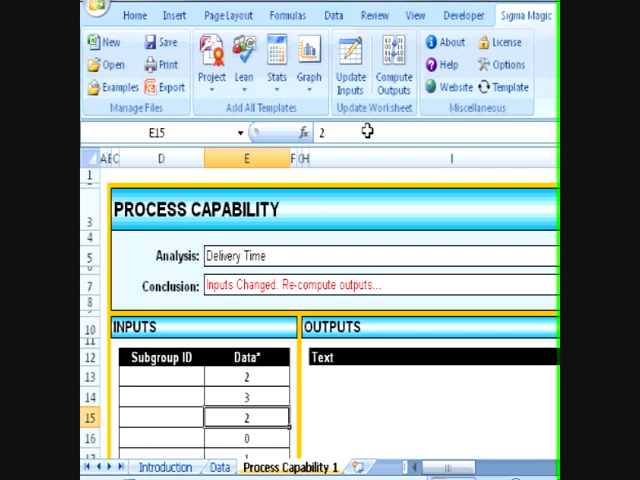 Home Insert Page Layout Formulas Data Review View Developer Sigma Magic
New Save Project Lean Stats Graph Update Inputs Compute Outputs About License
Open Print Help Options
Examples Export Website Template
Manage Files Add All Templates Update Worksheet Miscellaneous
E15 fx 2
A B C D E F G H I
1
3 PROCESS CAPABILITY
4
5 Analysis: Delivery Time
6
7 Conclusion: Inputs Changed: Re-compute outputs...
8
10 INPUTS OUTPUTS
11
12 Subgroup ID Data* Text
13 2
14 3
15 2
16 0
Introduction Data Process Capability 1